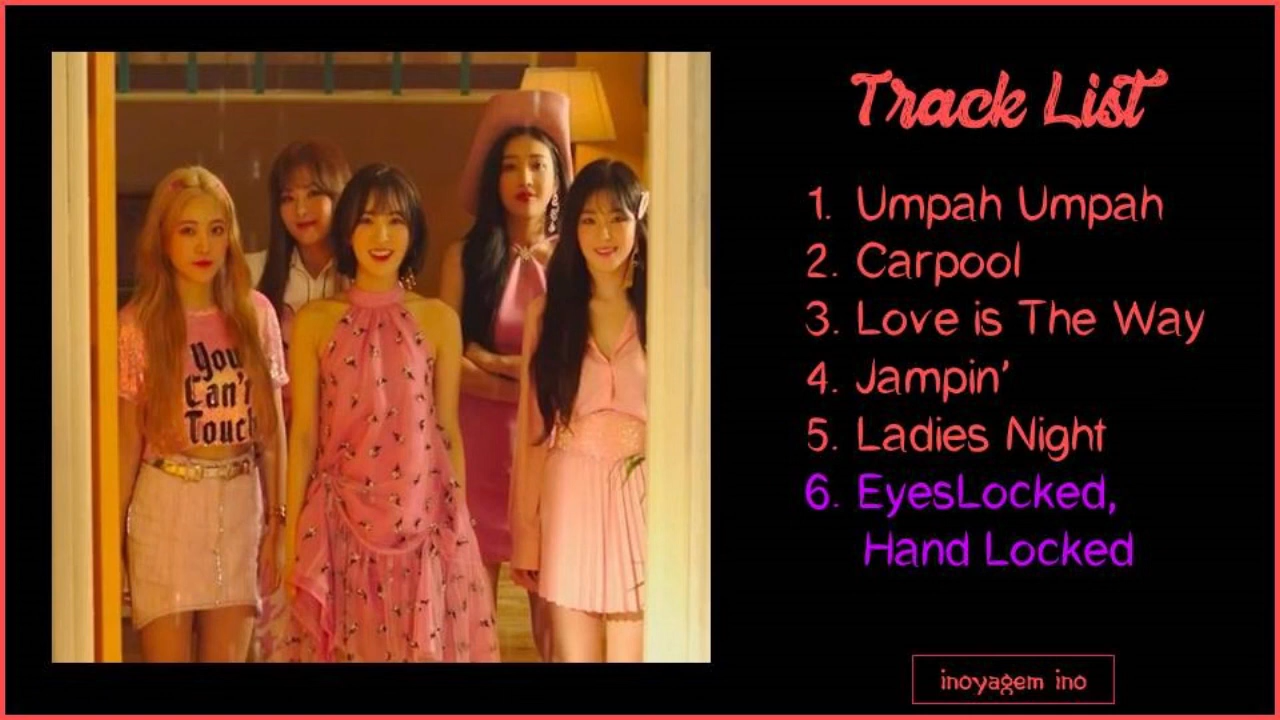 Track List
1. Umpah Umpah
2. Carpool
3. Love is The Way
4. Jampin'
5. Ladies Night
6. EyesLocked,
Hand Locked
You
Can't
Touch
inoyagem ino